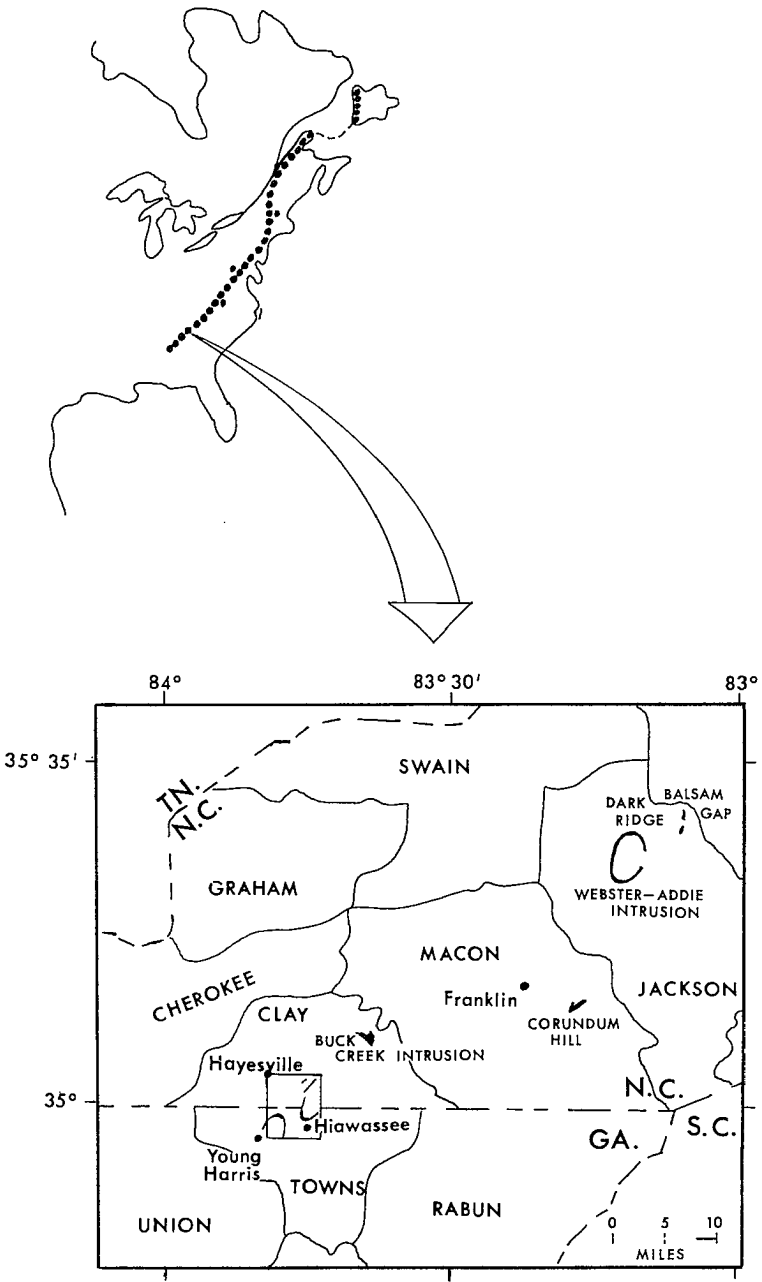 84°
83° 30'
83°
35° 35'
SWAIN
TN.
N.C.
DARK
RIDGE
BALSAM
GAP
GRAHAM
WEBSTER—ADDIE
INTRUSION
MACON
CHEROKEE
Franklin
JACKSON
CLAY
CORUNDUM
HILL
BUCK
CREEK INTRUSION
Hayesville
35°
N.C.
Hiawassee
GA.
S.C.
Young
Harris
TOWNS
UNION
RABUN
0 5 10
MILES